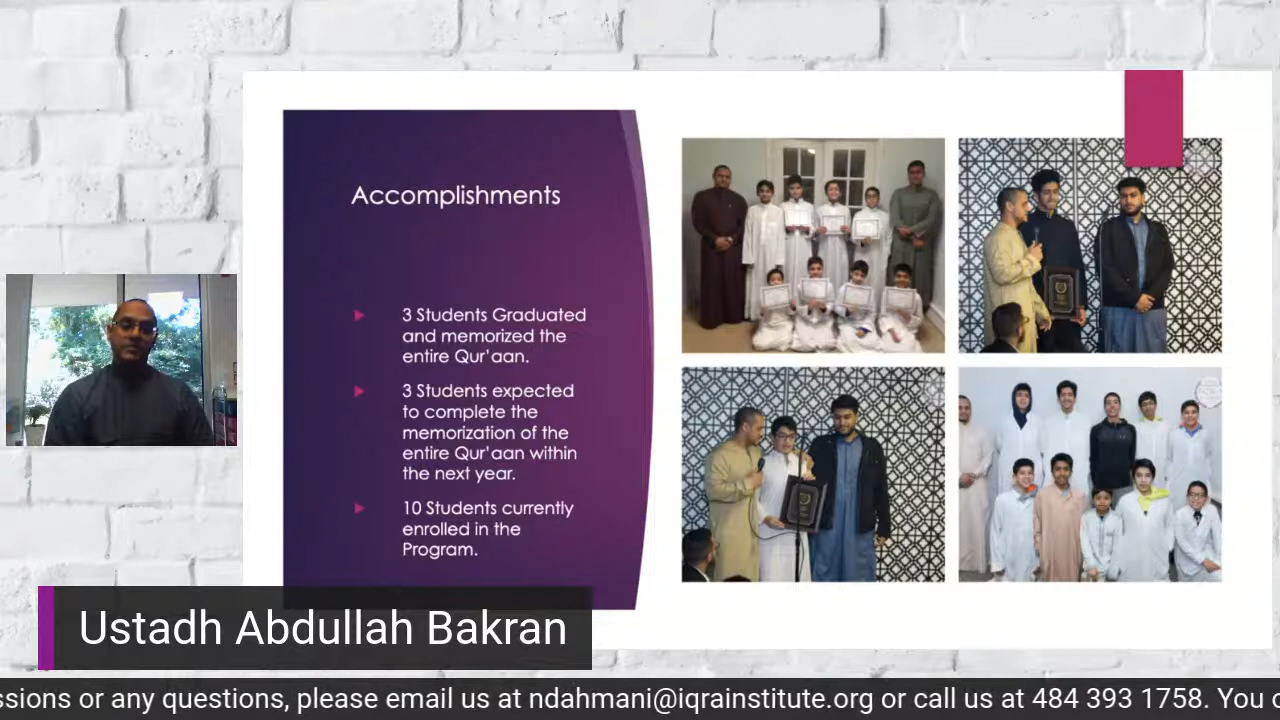 Accomplishments
3 Students Graduated
and memorized the
entire Qur'aan.
3 Students expected
to complete the
memorization of the
entire Qur'aan within
the next year.
10 Students currently
enrolled in the
Program.
Ustadh Abdullah Bakran
ssions or any questions, please email us at ndahmani@iqrainstitute.org or call us at 484 393 1758. You